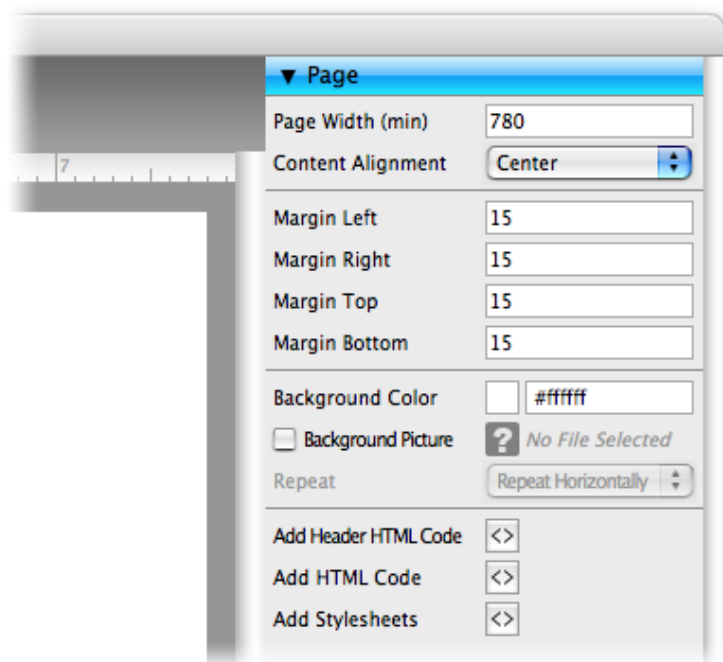 ▼ Page
Page Width (min) 780
Content Alignment Center
7
Margin Left 15
Margin Right 15
Margin Top 15
Margin Bottom 15
Background Color #ffffff
Background Picture ? No File Selected
Repeat Repeat Horizontally
Add Header HTML Code <>
Add HTML Code <>
Add Stylesheets <>